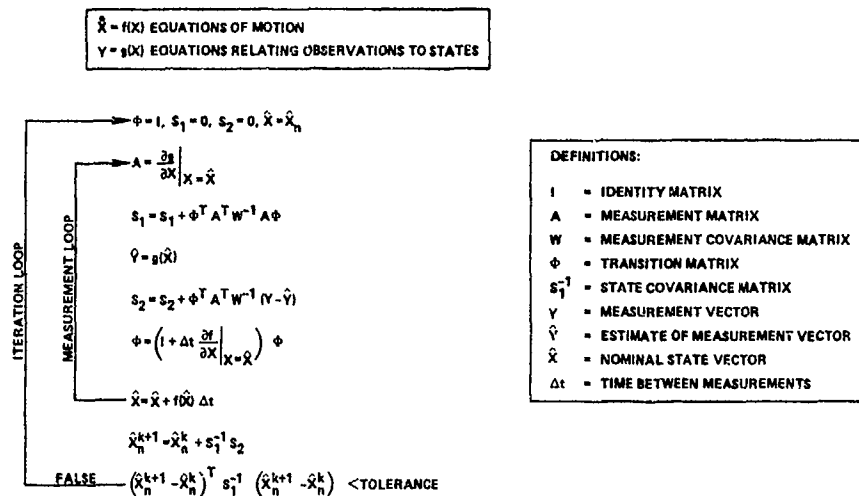 X̂ = f(X) EQUATIONS OF MOTION
Y = g(X) EQUATIONS RELATING OBSERVATIONS TO STATES
ITERATION LOOP
MEASUREMENT LOOP
Φ = I, S₁ = 0, S₂ = 0, X̂ = X̂ₙ
A = ∂g/∂X |X = X̂
S₁ = S₁ + Φᵀ Aᵀ W⁻¹ A Φ
Ŷ = g(X̂)
S₂ = S₂ + Φᵀ Aᵀ W⁻¹ (Y - Ŷ)
Φ = (I + Δt ∂f/∂X |X = X̂) Φ
X̂ = X̂ + f(X̂) Δt
X̂ₙᵏ⁺¹ = X̂ₙᵏ + S₁⁻¹ S₂
FALSE (X̂ₙᵏ⁺¹ - X̂ₙᵏ)ᵀ S₁⁻¹ (X̂ₙᵏ⁺¹ - X̂ₙᵏ) < TOLERANCE
DEFINITIONS:
I = IDENTITY MATRIX
A = MEASUREMENT MATRIX
W = MEASUREMENT COVARIANCE MATRIX
Φ = TRANSITION MATRIX
S₁⁻¹ = STATE COVARIANCE MATRIX
Y = MEASUREMENT VECTOR
Ŷ = ESTIMATE OF MEASUREMENT VECTOR
X̂ = NOMINAL STATE VECTOR
Δt = TIME BETWEEN MEASUREMENTS